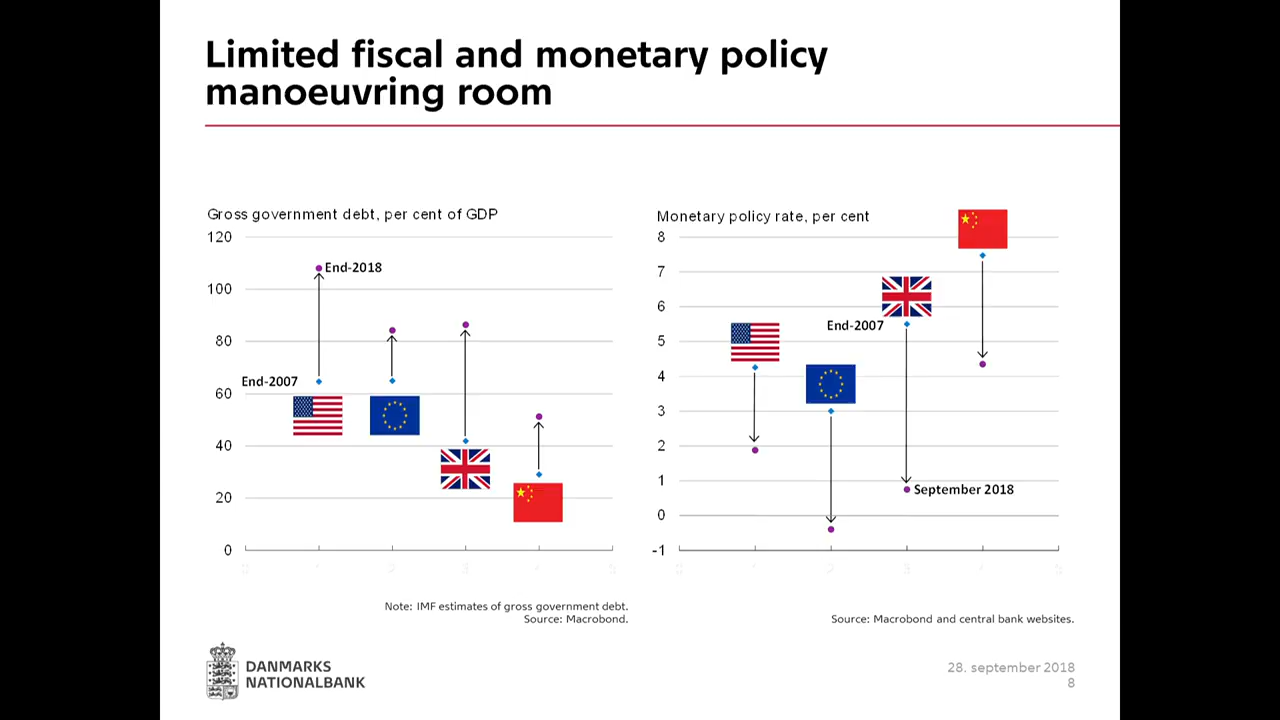 Limited fiscal and monetary policy
manoeuvring room
Gross government debt, per cent of GDP
120
100
80
60
40
20
0
End-2018
End-2007
Note: IMF estimates of gross government debt.
Source: Macrobond.
Monetary policy rate, per cent
8
7
6
5
4
3
2
1
0
-1
End-2007
September 2018
Source: Macrobond and central bank websites.
DANMARKS
NATIONALBANK
28. september 2018
8